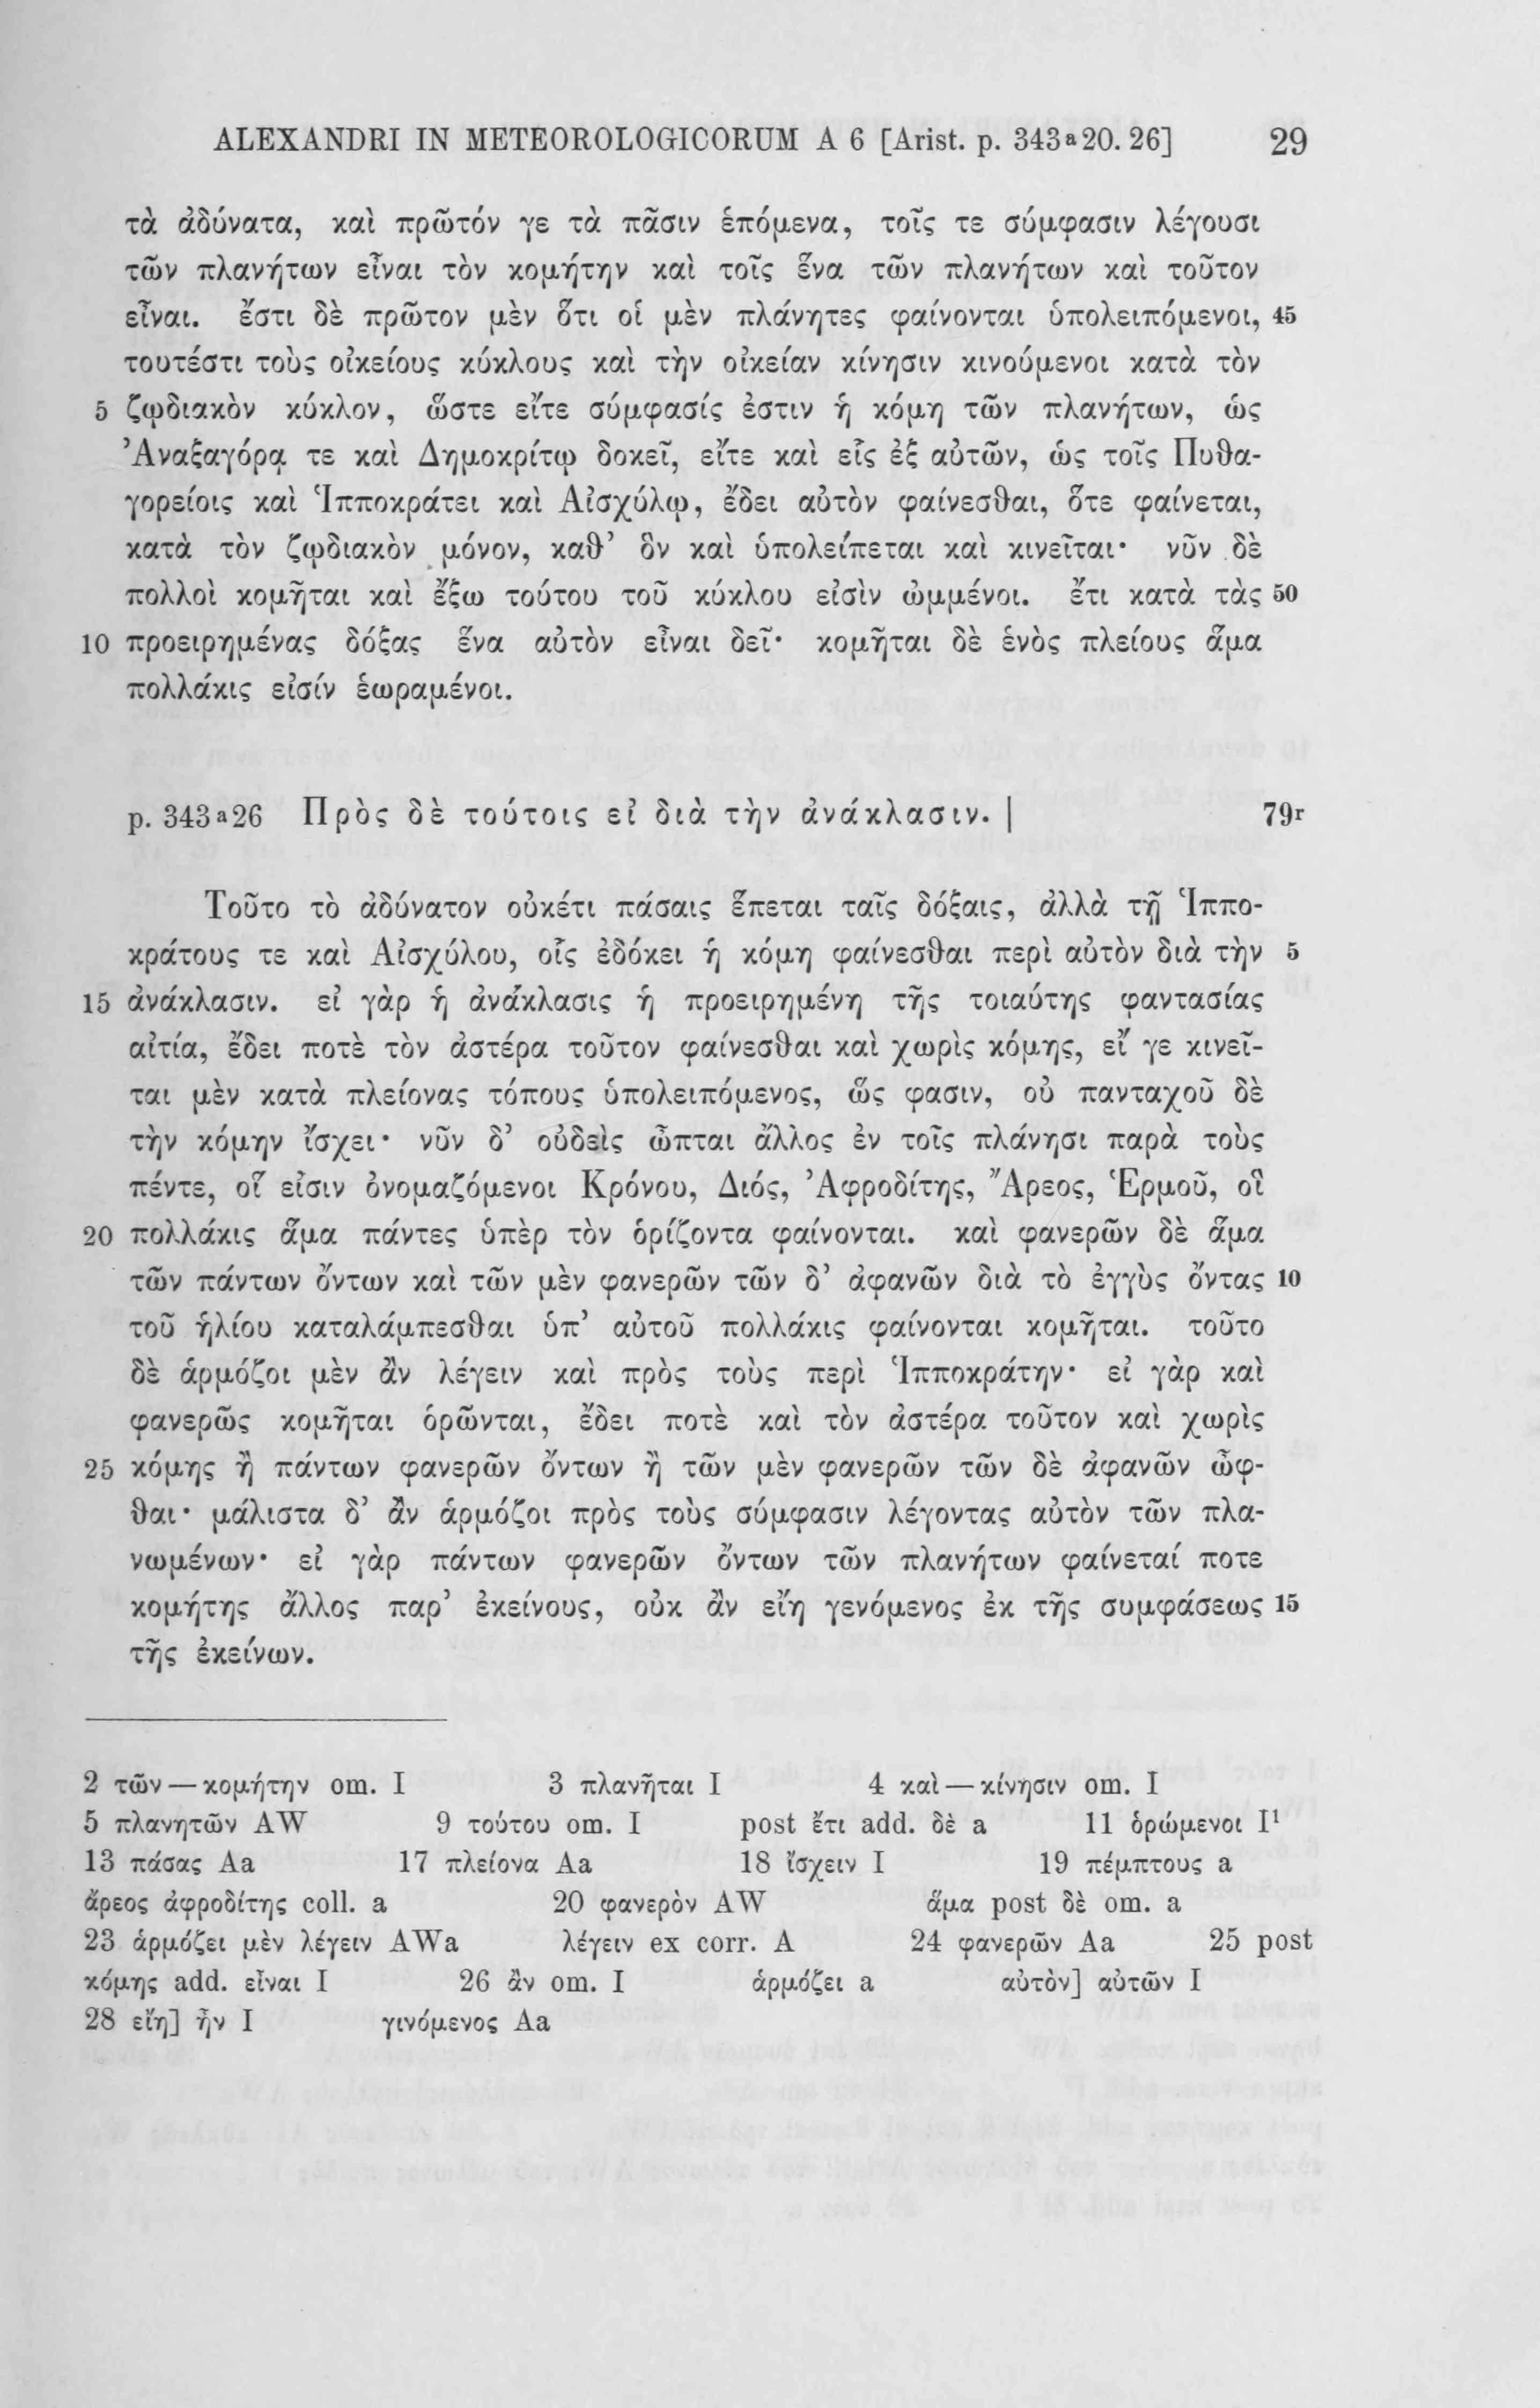 ALEXANDRI IN METEOROLOGICORUM A 6 [Arist. p. 343a20. 26] 29
τὰ ἀδύνατα, καὶ πρῶτόν γε τὰ πᾶσιν ἑπόμενα, τοῖς τε σύμφασιν λέγουσι
τῶν πλανήτων εἶναι τὸν κομήτην καὶ τοῖς ἕνα τῶν πλανήτων καὶ τοῦτον
εἶναι. ἔστι δὲ πρῶτον μὲν ὅτι οἱ μὲν πλάνητες φαίνονται ὑπολειπόμενοι, 45
τουτέστι τοὺς οἰκείους κύκλους καὶ τὴν οἰκείαν κίνησιν κινούμενοι κατὰ τὸν
5 ζῳδιακὸν κύκλον, ὥστε εἴτε σύμφασίς ἐστιν ἡ κόμη τῶν πλανήτων, ὡς
Ἀναξαγόρᾳ τε καὶ Δημοκρίτῳ δοκεῖ, εἴτε καὶ εἷς ἐξ αὐτῶν, ὡς τοῖς Πυθα-
γορείοις καὶ Ἱπποκράτει καὶ Αἰσχύλῳ, ἔδει αὐτὸν φαίνεσθαι, ὅτε φαίνεται,
κατὰ τὸν ζῳδιακὸν μόνον, καθ’ ὃν καὶ ὑπολείπεται καὶ κινεῖται· νῦν δὲ
πολλοὶ κομῆται καὶ ἔξω τούτου τοῦ κύκλου εἰσὶν ὠμμένοι. ἔτι κατὰ τὰς 50
10 προειρημένας δόξας ἕνα αὐτὸν εἶναι δεῖ· κομῆται δὲ ἑνὸς πλείους ἅμα
πολλάκις εἰσίν ἑωραμένοι.
p. 343a26 Πρὸς δὲ τούτοις εἰ διὰ τὴν ἀνάκλασιν. | 79r
Τοῦτο τὸ ἀδύνατον οὐκέτι πάσαις ἕπεται ταῖς δόξαις, ἀλλὰ τῇ Ἱππο-
κράτους τε καὶ Αἰσχύλου, οἷς ἐδόκει ἡ κόμη φαίνεσθαι περὶ αὐτὸν διὰ τὴν 5
15 ἀνάκλασιν. εἰ γὰρ ἡ ἀνάκλασις ἡ προειρημένη τῆς τοιαύτης φαντασίας
αἰτία, ἔδει ποτὲ τὸν ἀστέρα τοῦτον φαίνεσθαι καὶ χωρὶς κόμης, εἴ γε κινεῖ-
ται μὲν κατὰ πλείονας τόπους ὑπολειπόμενος, ὥς φασιν, οὐ πανταχοῦ δὲ
τὴν κόμην ἴσχει· νῦν δ’ οὐδεὶς ὦπται ἄλλος ἐν τοῖς πλάνησι παρὰ τοὺς
πέντε, οἵ εἰσιν ὀνομαζόμενοι Κρόνου, Διός, Ἀφροδίτης, Ἄρεος, Ἑρμοῦ, οἳ
20 πολλάκις ἅμα πάντες ὑπὲρ τὸν ὁρίζοντα φαίνονται. καὶ φανερῶν δὲ ἅμα
τῶν πάντων ὄντων καὶ τῶν μὲν φανερῶν τῶν δ’ ἀφανῶν διὰ τὸ ἐγγὺς ὄντας 10
τοῦ ἡλίου καταλάμπεσθαι ὑπ’ αὐτοῦ πολλάκις φαίνονται κομῆται. τοῦτο
δὲ ἁρμόζοι μὲν ἂν λέγειν καὶ πρὸς τοὺς περὶ Ἱπποκράτην· εἰ γὰρ καὶ
φανερῶς κομῆται ὁρῶνται, ἔδει ποτὲ καὶ τὸν ἀστέρα τοῦτον καὶ χωρὶς
25 κόμης ἢ πάντων φανερῶν ὄντων ἢ τῶν μὲν φανερῶν τῶν δὲ ἀφανῶν ὦφ-
θαι· μάλιστα δ’ ἂν ἁρμόζοι πρὸς τοὺς σύμφασιν λέγοντας αὐτὸν τῶν πλα-
νωμένων· εἰ γὰρ πάντων φανερῶν ὄντων τῶν πλανήτων φαίνεταί ποτε
κομήτης ἄλλος παρ’ ἐκείνους, οὐκ ἂν εἴη γενόμενος ἐκ τῆς συμφάσεως 15
τῆς ἐκείνων.
2 τῶν — κομήτην om. I 3 πλανῆται I 4 καὶ — κίνησιν om. I
5 πλανητῶν AW 9 τούτου om. I post ἔτι add. δὲ a 11 ὁρώμενοι I¹
13 πάσας Aa 17 πλείονα Aa 18 ἴσχειν I 19 πέμπτους a
ἄρεος ἀφροδίτης coll. a 20 φανερὸν AW ἅμα post δὲ om. a
23 ἁρμόζει μὲν λέγειν AWa λέγειν ex corr. A 24 φανερῶν Aa 25 post
κόμης add. εἶναι I 26 ἂν om. I ἁρμόζει a αὐτὸν] αὐτῶν I
28 εἴη] ἦν I γινόμενος Aa